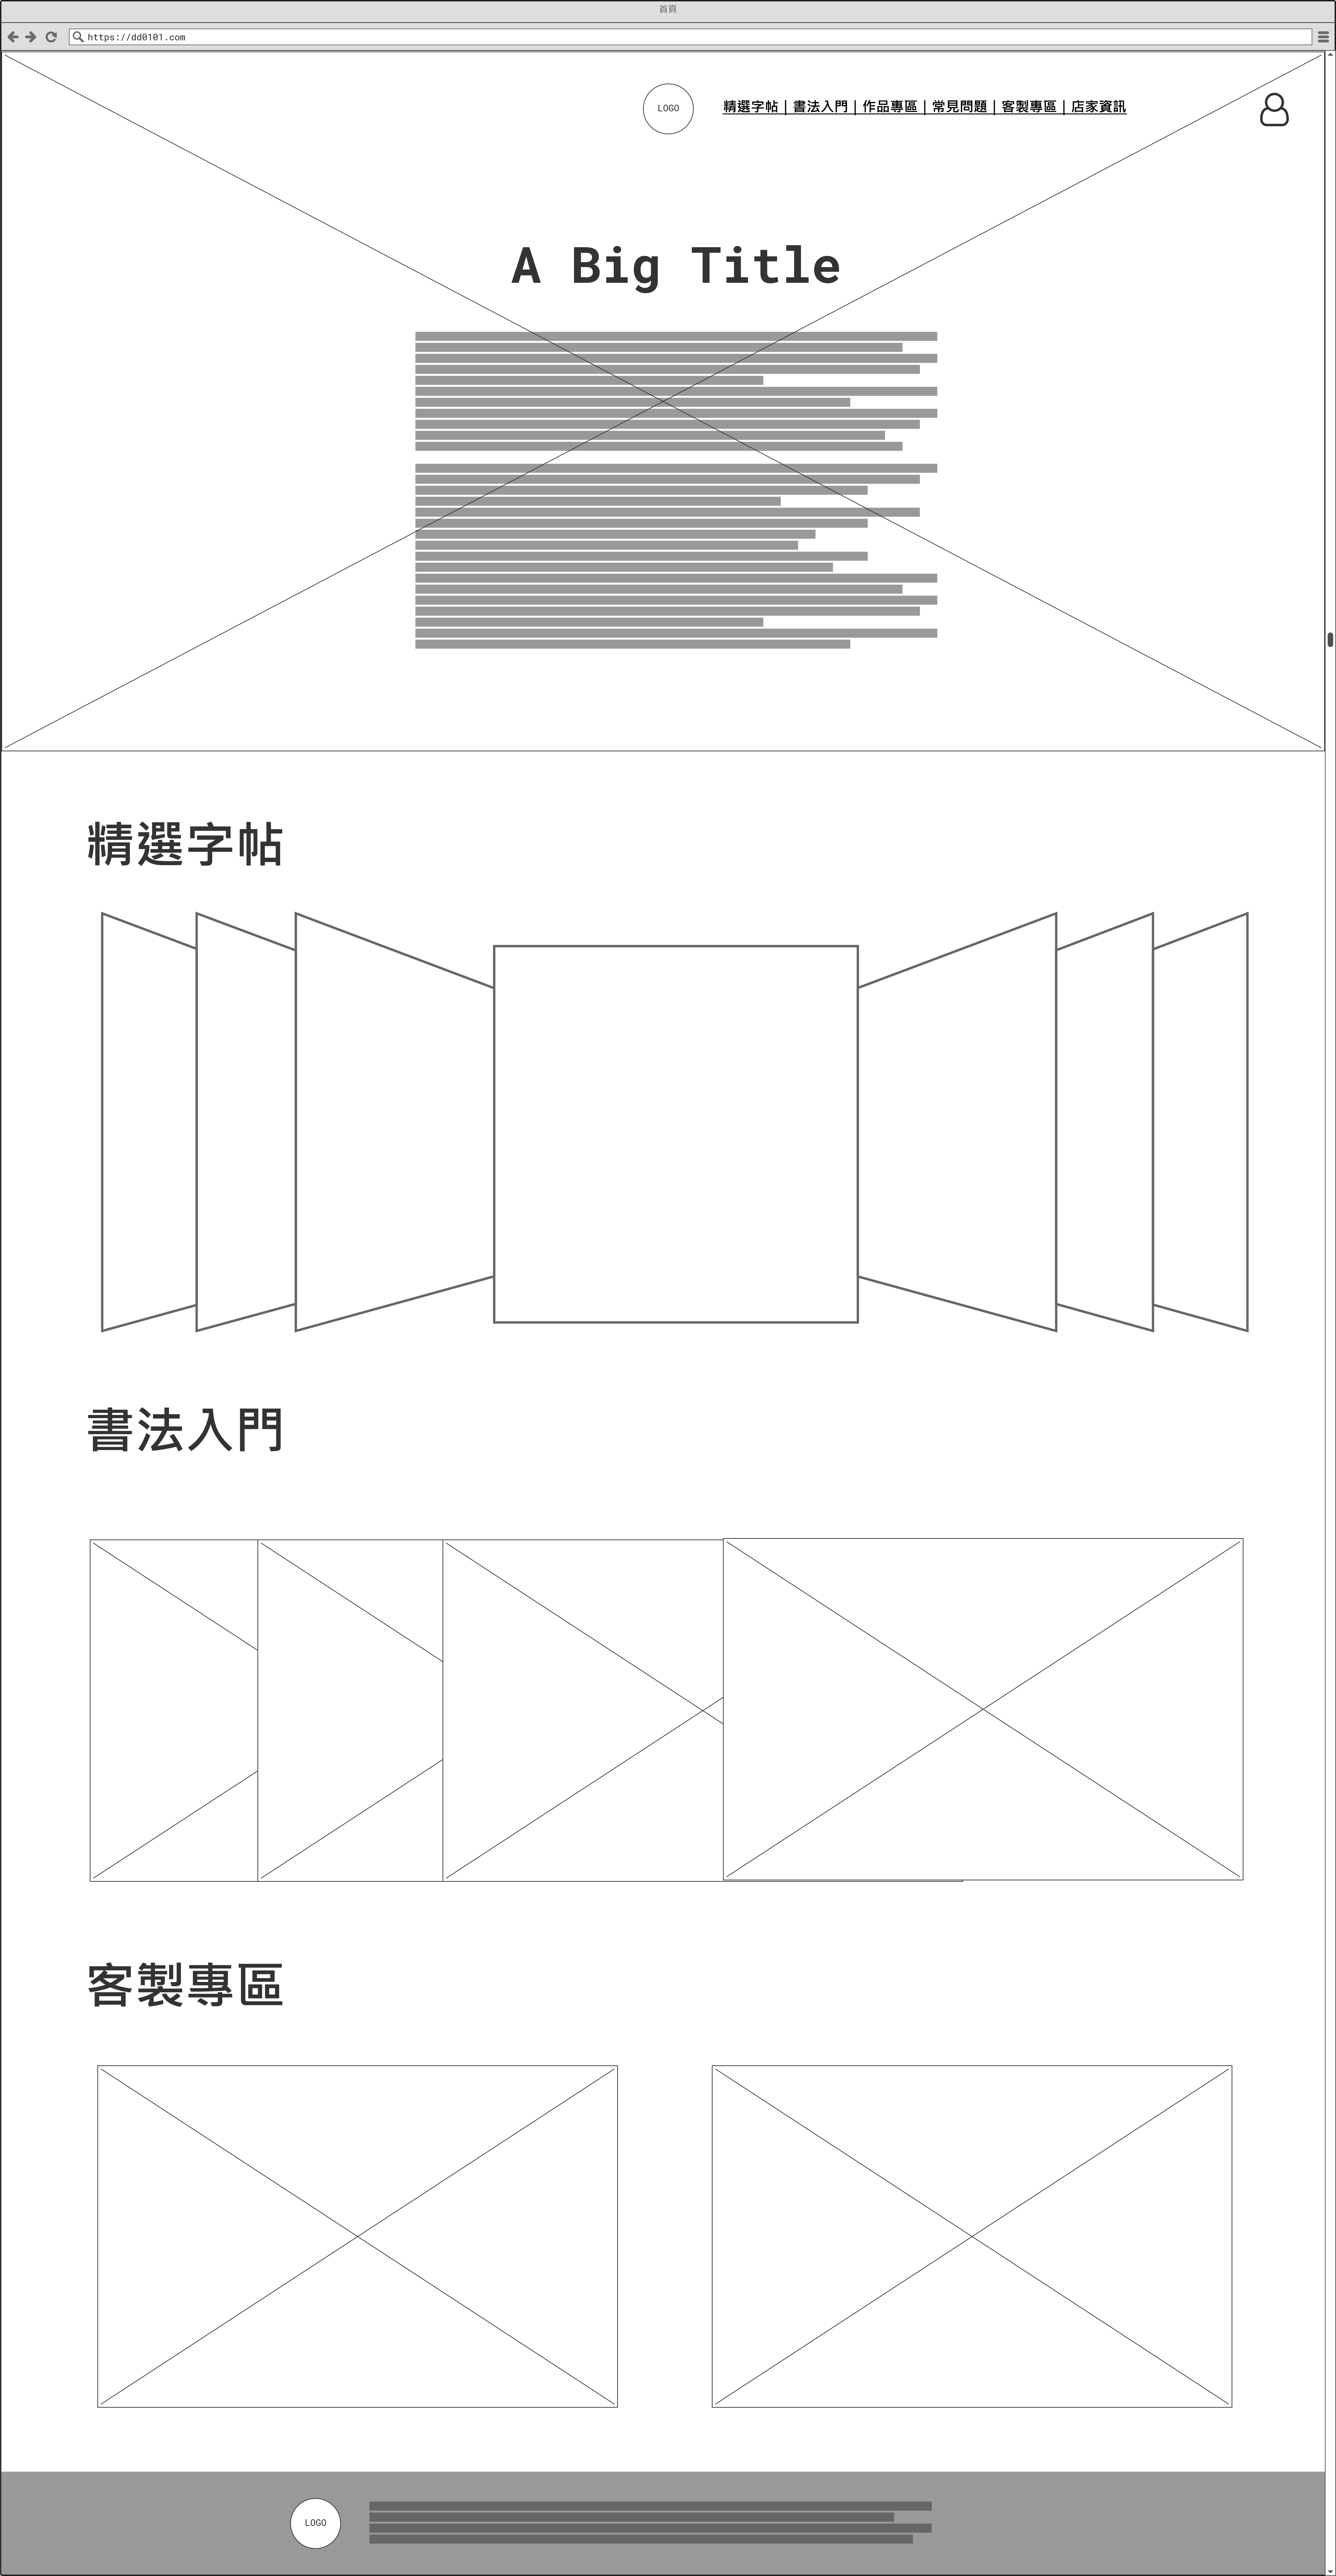 首頁
https://dd0101.com
LOGO
精選字帖 | 書法入門 | 作品專區 | 常見問題 | 客製專區 | 店家資訊
A Big Title
精選字帖
書法入門
客製專區
LOGO